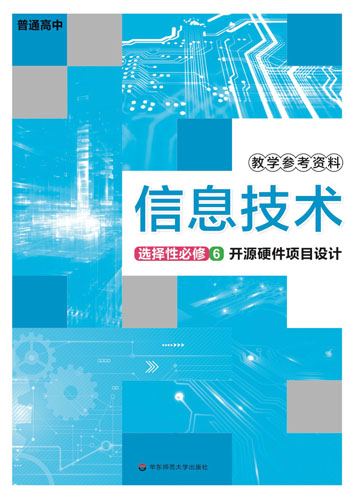 普通高中
教学参考资料
信息技术
选择性必修 6 开源硬件项目设计
华东师范大学出版社